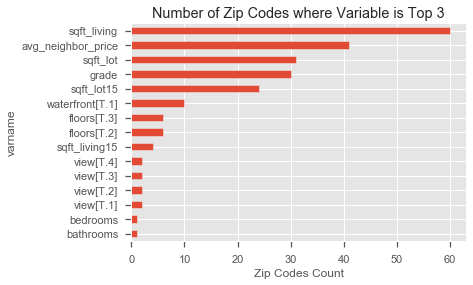 Number of Zip Codes where Variable is Top 3
sqft_living
avg_neighbor_price
sqft_lot
grade
sqft_lot15
waterfront[T.1]
floors[T.3]
floors[T.2]
sqft_living15
view[T.4]
view[T.3]
view[T.2]
view[T.1]
bedrooms
bathrooms
varname
0 10 20 30 40 50 60
Zip Codes Count